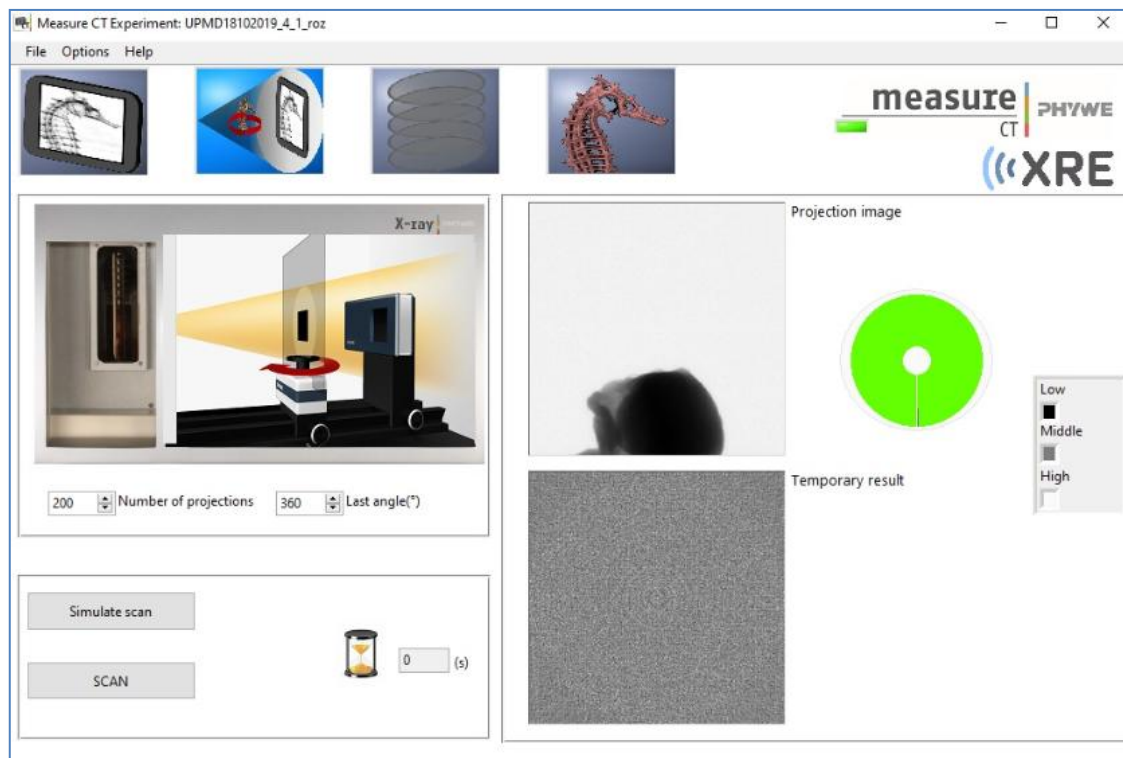 Measure CT Experiment: UPMD18102019_4_1_roz
File Options Help
measure
CT
PHYWE
XRE
X-ray
Projection image
Low
Middle
High
200 Number of projections 360 Last angle(°)
Temporary result
Simulate scan
0 (s)
SCAN